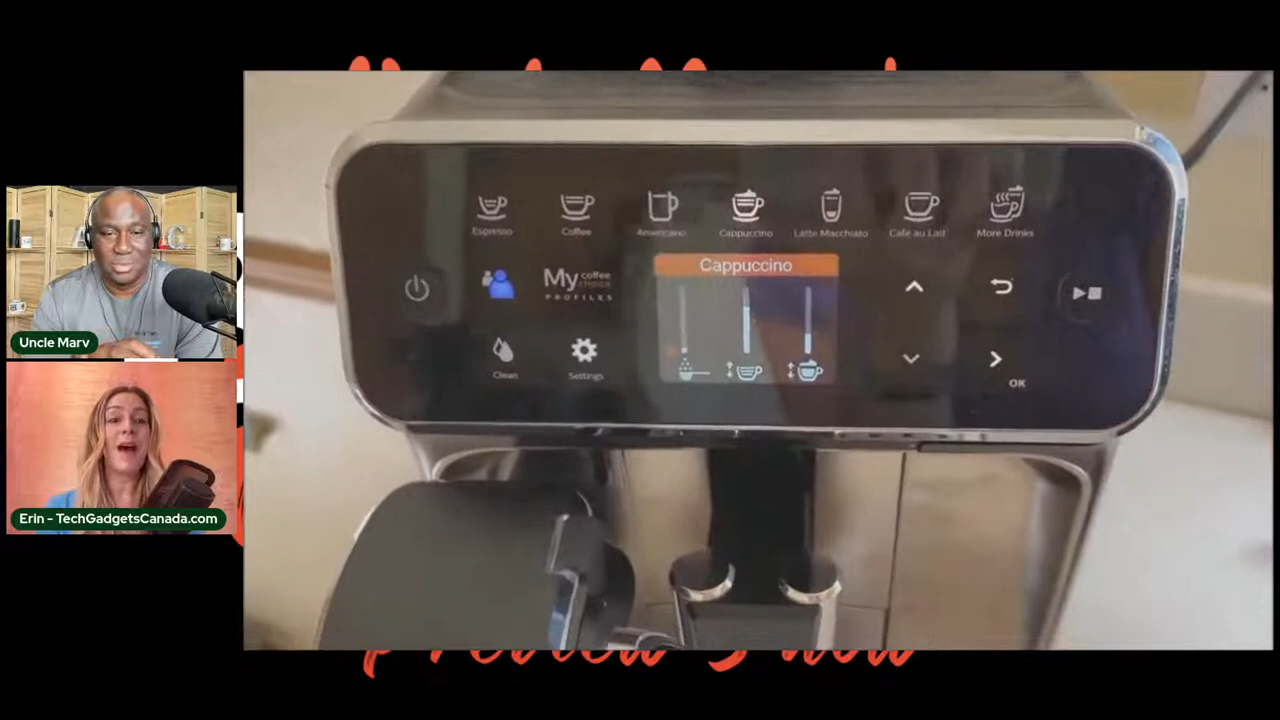 Uncle Marv
Erin - TechGadgetsCanada.com
Espresso
Coffee
Americano
Cappuccino
Latte Macchiato
Cafe au Lait
More Drinks
Cappuccino
My coffee
CHOICE
PROFILES
Clean
Settings
OK